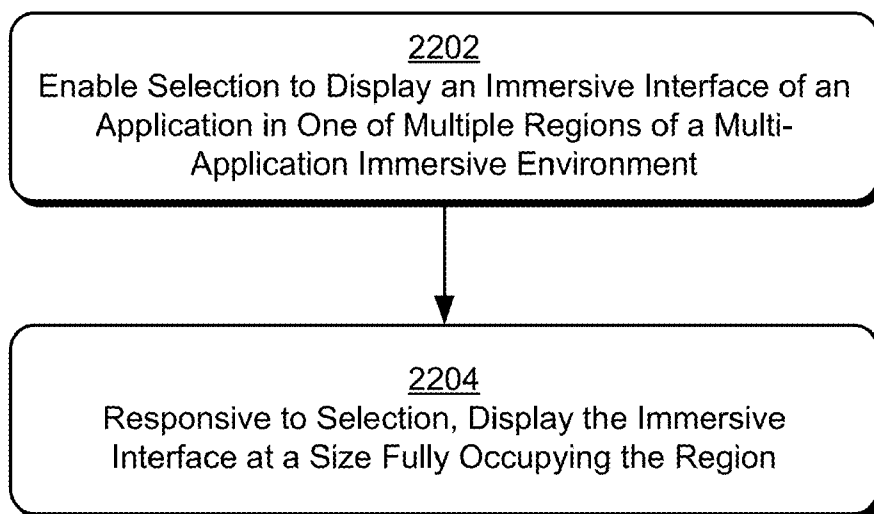 2202
Enable Selection to Display an Immersive Interface of an
Application in One of Multiple Regions of a Multi-
Application Immersive Environment
2204
Responsive to Selection, Display the Immersive
Interface at a Size Fully Occupying the Region